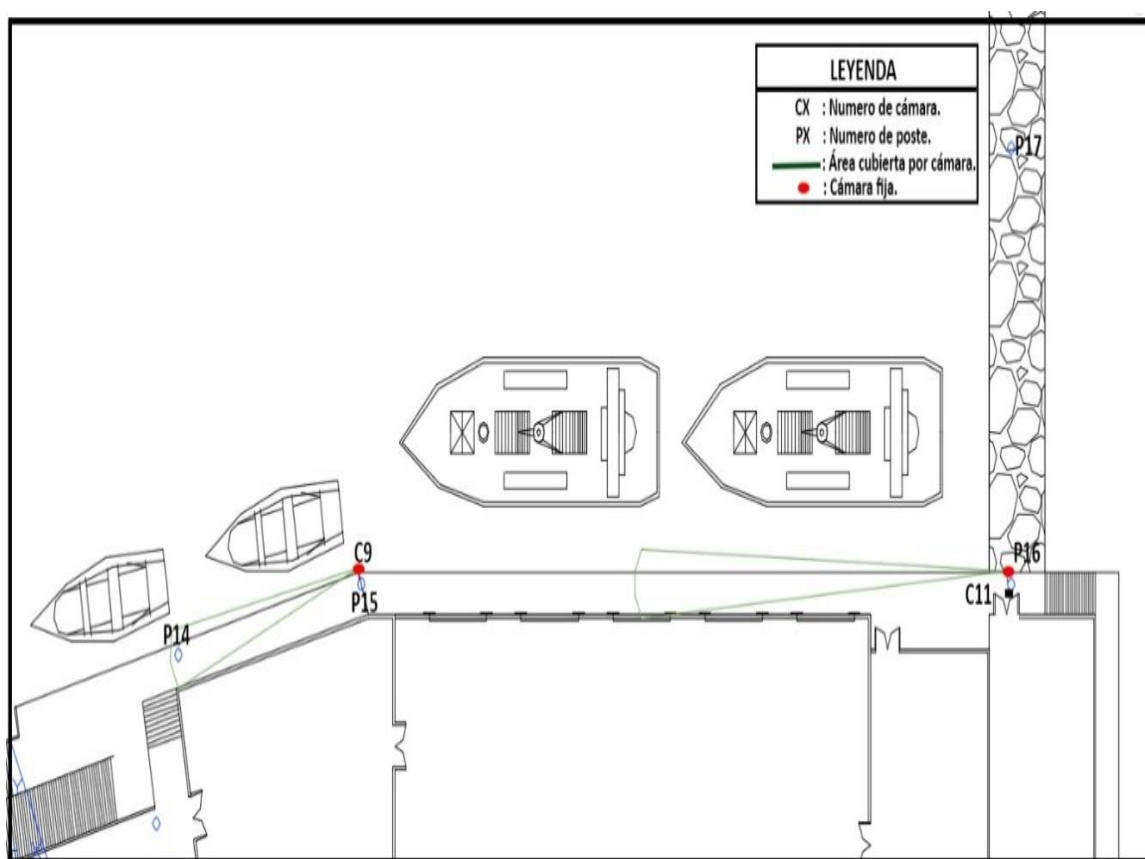 LEYENDA
CX : Numero de cámara.
PX : Numero de poste.
: Área cubierta por cámara.
: Cámara fija.
P17
C9
P15
P14
P16
C11